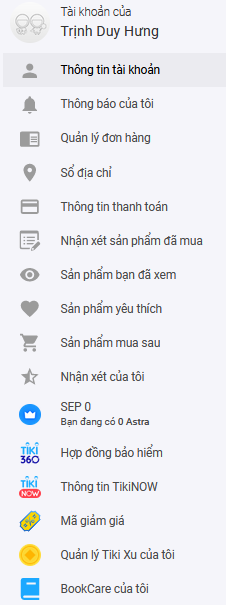 Tài khoản của
Trịnh Duy Hưng
Thông tin tài khoản
Thông báo của tôi
Quản lý đơn hàng
Sổ địa chỉ
Thông tin thanh toán
Nhận xét sản phẩm đã mua
Sản phẩm bạn đã xem
Sản phẩm yêu thích
Sản phẩm mua sau
Nhận xét của tôi
SEP 0
Bạn đang có 0 Astra
TIKI
360
Hợp đồng bảo hiểm
TIKI
NOW
Thông tin TikiNOW
Mã giảm giá
Quản lý Tiki Xu của tôi
BookCare của tôi